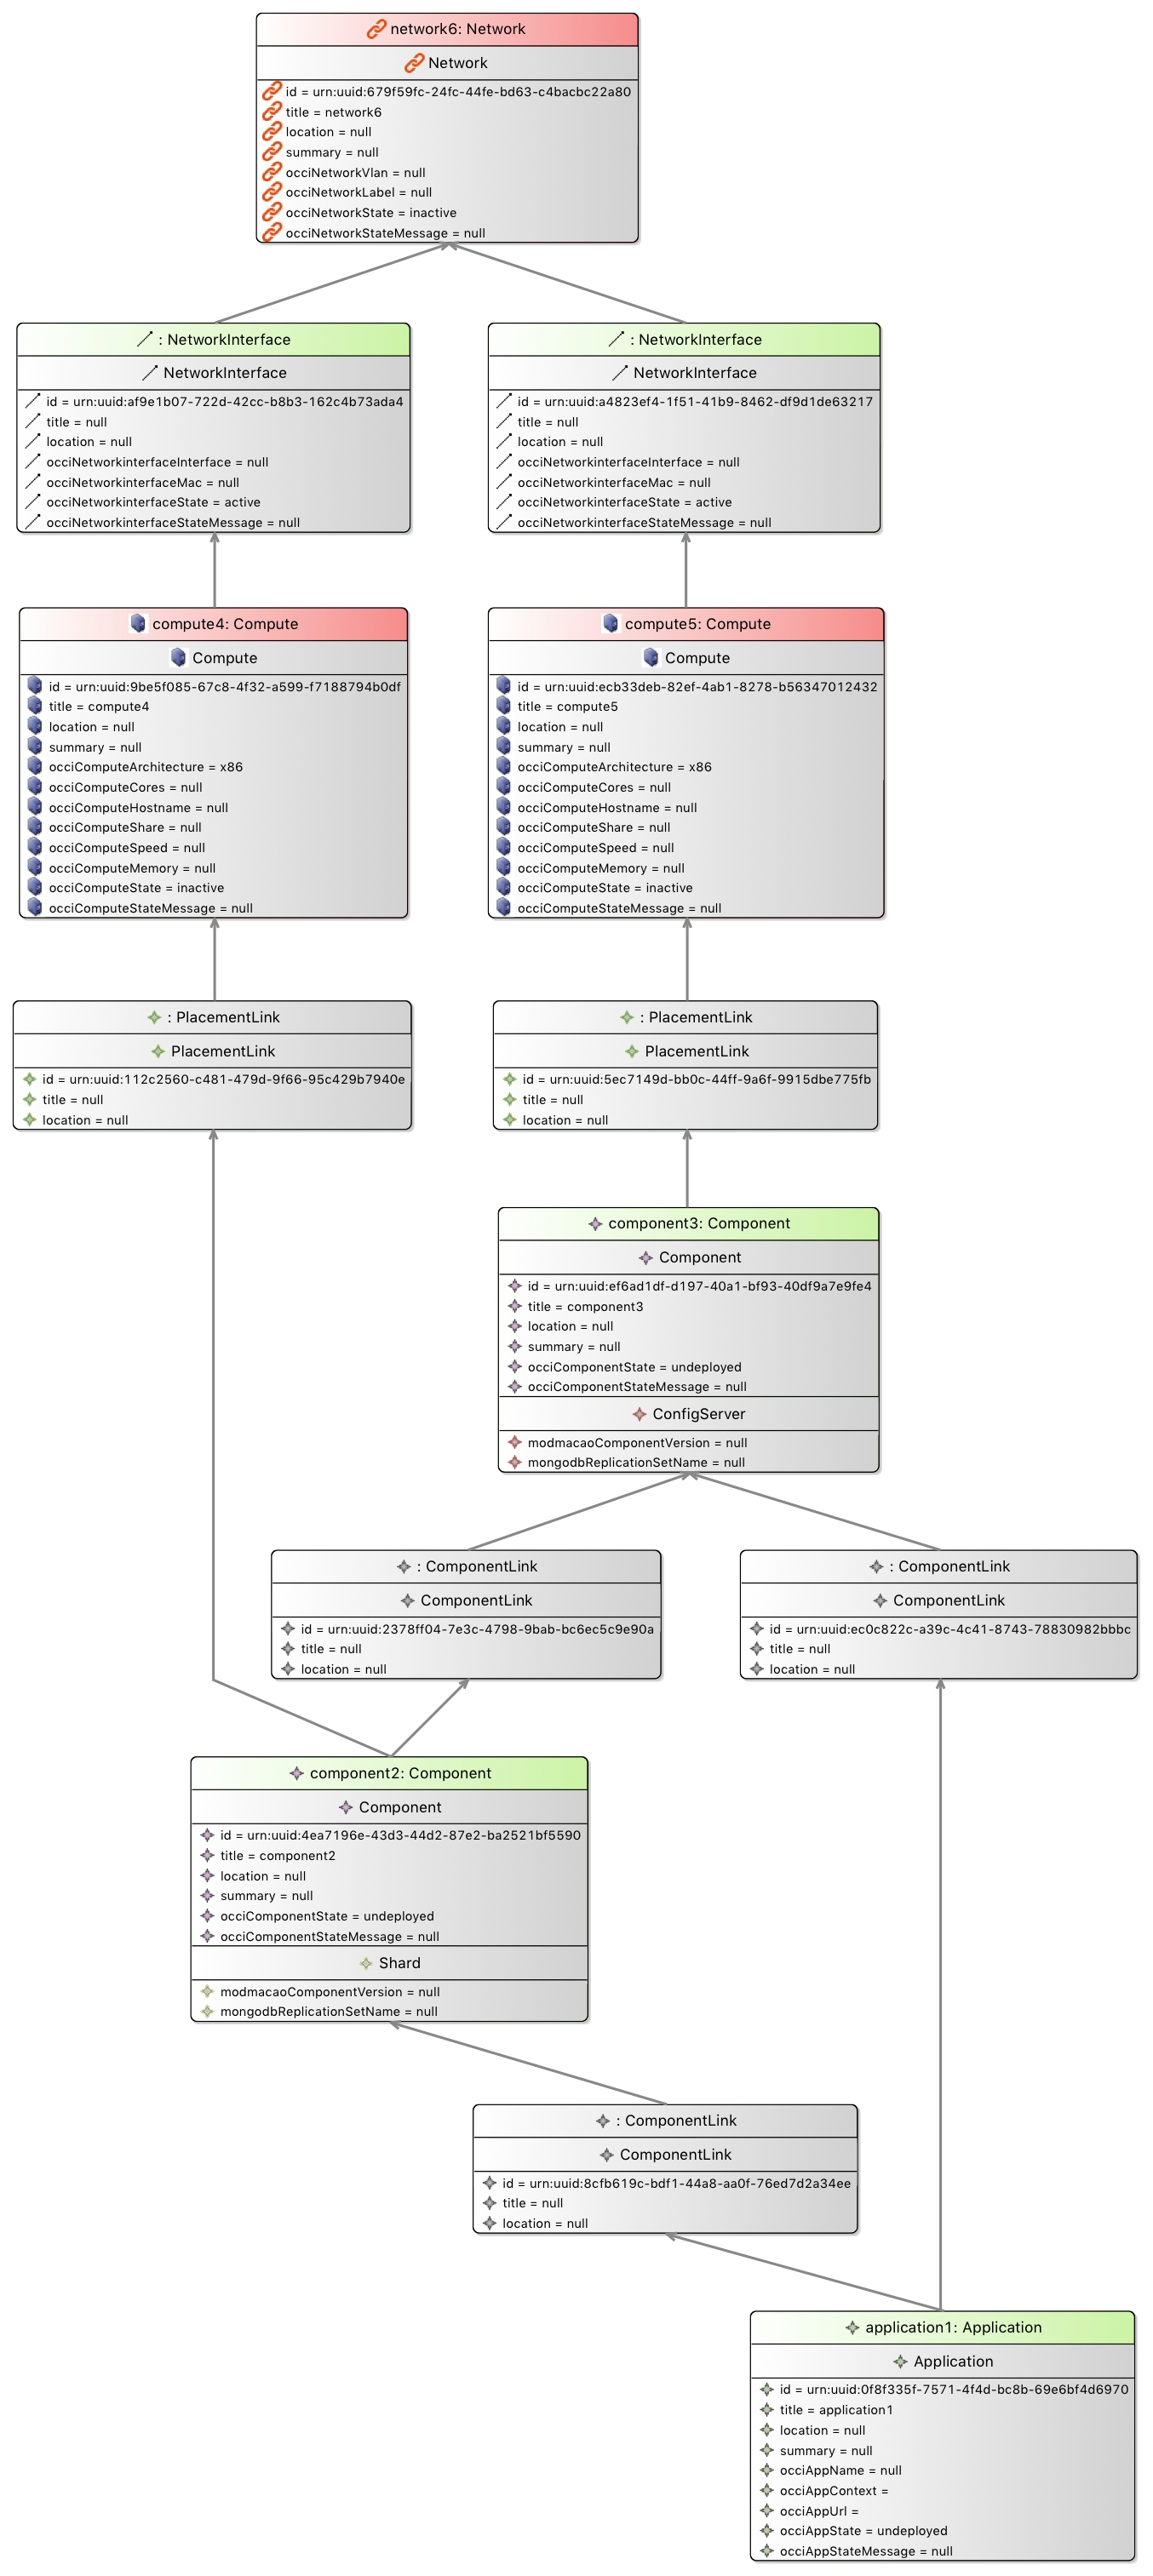 network6: Network
Network
id = urn:uuid:679f59fc-24fc-44fe-bd63-c4bacbc22a80
title = network6
location = null
summary = null
occiNetworkVlan = null
occiNetworkLabel = null
occiNetworkState = inactive
occiNetworkStateMessage = null
: NetworkInterface
NetworkInterface
id = urn:uuid:af9e1b07-722d-42cc-b8b3-162c4b73ada4
title = null
location = null
occiNetworkinterfaceInterface = null
occiNetworkinterfaceMac = null
occiNetworkinterfaceState = active
occiNetworkinterfaceStateMessage = null
: NetworkInterface
NetworkInterface
id = urn:uuid:a4823ef4-1f51-41b9-8462-df9d1de63217
title = null
location = null
occiNetworkinterfaceInterface = null
occiNetworkinterfaceMac = null
occiNetworkinterfaceState = active
occiNetworkinterfaceStateMessage = null
compute4: Compute
Compute
id = urn:uuid:9be5f085-67c8-4f32-a599-f7188794b0df
title = compute4
location = null
summary = null
occiComputeArchitecture = x86
occiComputeCores = null
occiComputeHostname = null
occiComputeShare = null
occiComputeSpeed = null
occiComputeMemory = null
occiComputeState = inactive
occiComputeStateMessage = null
compute5: Compute
Compute
id = urn:uuid:ecb33deb-82ef-4ab1-8278-b56347012432
title = compute5
location = null
summary = null
occiComputeArchitecture = x86
occiComputeCores = null
occiComputeHostname = null
occiComputeShare = null
occiComputeSpeed = null
occiComputeMemory = null
occiComputeState = inactive
occiComputeStateMessage = null
: PlacementLink
PlacementLink
id = urn:uuid:112c2560-c481-479d-9f66-95c429b7940e
title = null
location = null
: PlacementLink
PlacementLink
id = urn:uuid:5ec7149d-bb0c-44ff-9a6f-9915dbe775fb
title = null
location = null
component3: Component
Component
id = urn:uuid:ef6ad1df-d197-40a1-bf93-40df9a7e9fe4
title = component3
location = null
summary = null
occiComponentState = undeployed
occiComponentStateMessage = null
ConfigServer
modmacaoComponentVersion = null
mongodbReplicationSetName = null
: ComponentLink
ComponentLink
id = urn:uuid:2378ff04-7e3c-4798-9bab-bc6ec5c9e90a
title = null
location = null
: ComponentLink
ComponentLink
id = urn:uuid:ec0c822c-a39c-4c41-8743-78830982bbbc
title = null
location = null
component2: Component
Component
id = urn:uuid:4ea7196e-43d3-44d2-87e2-ba2521bf5590
title = component2
location = null
summary = null
occiComponentState = undeployed
occiComponentStateMessage = null
Shard
modmacaoComponentVersion = null
mongodbReplicationSetName = null
: ComponentLink
ComponentLink
id = urn:uuid:8cfb619c-bdf1-44a8-aa0f-76ed7d2a34ee
title = null
location = null
application1: Application
Application
id = urn:uuid:0f8f335f-7571-4f4d-bc8b-69e6bf4d6970
title = application1
location = null
summary = null
occiAppName = null
occiAppContext =
occiAppUrl =
occiAppState = undeployed
occiAppStateMessage = null